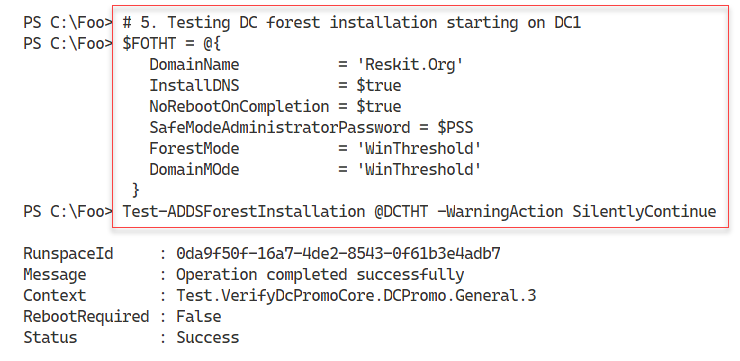 PS C:\Foo> # 5. Testing DC forest installation starting on DC1
PS C:\Foo> $FOTHT = @{
DomainName = 'Reskit.Org'
InstallDNS = $true
NoRebootOnCompletion = $true
SafeModeAdministratorPassword = $PSS
ForestMode = 'WinThreshold'
DomainMOde = 'WinThreshold'
}
PS C:\Foo> Test-ADDSForestInstallation @DCTHT -WarningAction SilentlyContinue
RunspaceId : 0da9f50f-16a7-4de2-8543-0f61b3e4adb7
Message : Operation completed successfully
Context : Test.VerifyDcPromoCore.DCPromo.General.3
RebootRequired : False
Status : Success